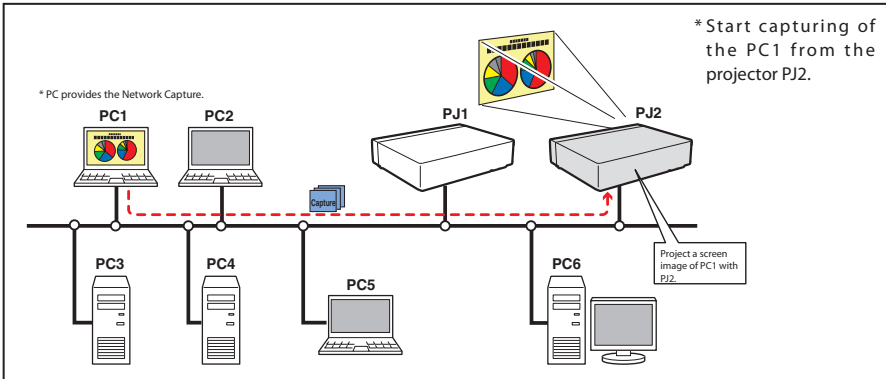 * Start capturing of
the PC1 from the
projector PJ2.
* PC provides the Network Capture.
PC1
PC2
PJ1
PJ2
Capture
Project a screen
image of PC1 with
PJ2.
PC3
PC4
PC5
PC6